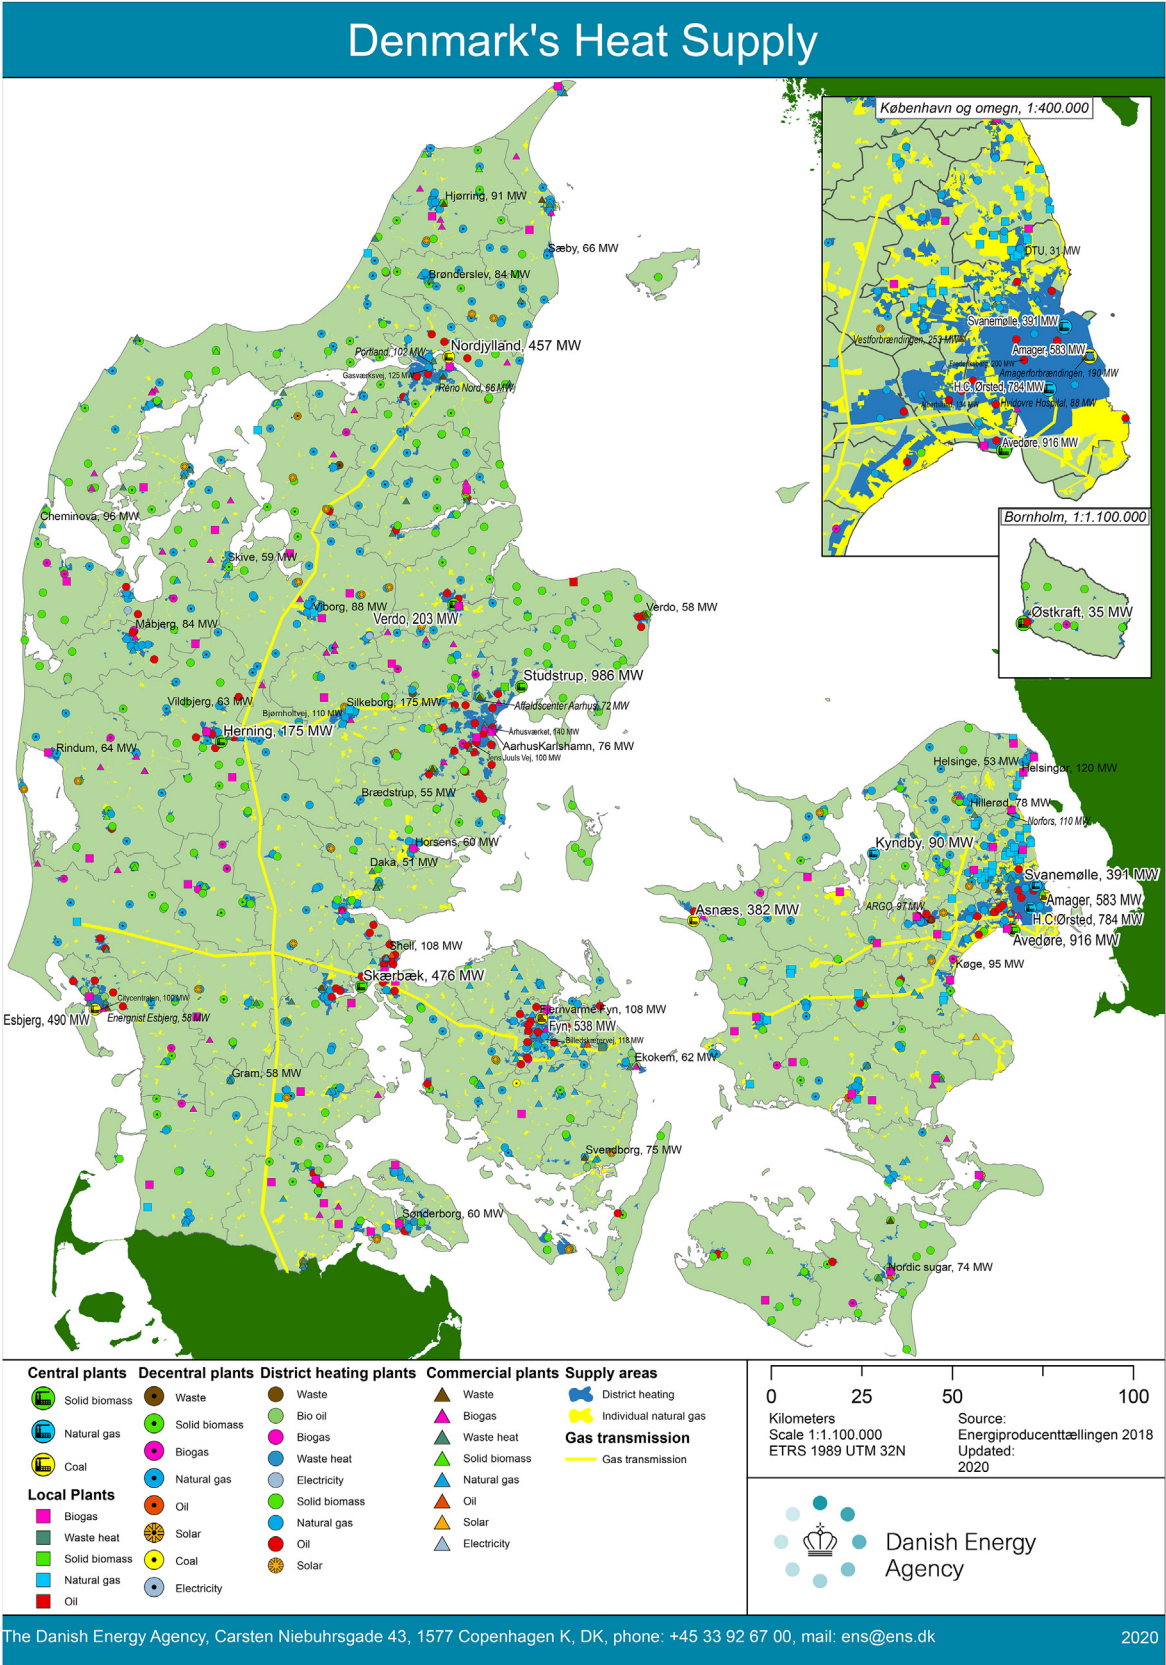 Denmark's Heat Supply
København og omegn, 1:400.000
DTU, 31 MW
Svanemølle, 391 MW
Vestforbrændingen, 253 MW
Amager, 583 MW
Amagerforbrændingen, 190 MW
H.C. Ørsted, 784 MW
Hvidovre Hospital, 88 MW
Avedøre, 916 MW
Bornholm, 1:1.100.000
Østkraft, 35 MW
Hjørring, 91 MW
Sæby, 66 MW
Brønderslev, 84 MW
Nordjylland, 457 MW
Portland, 102 MW
Gasværksvej, 125 MW
Reno Nord, 66 MW
Cheminova, 96 MW
Skive, 59 MW
Viborg, 88 MW
Verdo, 203 MW
Verdo, 58 MW
Måbjerg, 84 MW
Studstrup, 986 MW
Vildbjerg, 63 MW
Silkeborg, 175 MW
Affaldscenter Aarhus, 72 MW
Bjørnholtvej, 110 MW
Herning, 175 MW
Århusværket, 140 MW
AarhusKarlshamn, 76 MW
Jens Juuls Vej, 100 MW
Rindum, 64 MW
Brædstrup, 55 MW
Horsens, 60 MW
Daka, 51 MW
Helsinge, 53 MW
Helsingør, 120 MW
Hillerød, 78 MW
Norfors, 110 MW
Kyndby, 90 MW
Svanemølle, 391 MW
Amager, 583 MW
ARGO, 97 MW
H.C.Ørsted, 784 MW
Asnæs, 382 MW
Avedøre, 916 MW
Køge, 95 MW
Shell, 108 MW
Skærbæk, 476 MW
Citycentralen, 100 MW
Esbjerg, 490 MW
Energnist Esbjerg, 58 MW
Fjernvarme Fyn, 108 MW
Fyn, 538 MW
Billedskærervej, 118 MW
Ekokem, 62 MW
Gram, 58 MW
Svendborg, 75 MW
Sønderborg, 60 MW
Nordic sugar, 74 MW
Central plants
Solid biomass
Natural gas
Coal
Local Plants
Biogas
Waste heat
Solid biomass
Natural gas
Oil
Decentral plants
Waste
Solid biomass
Biogas
Natural gas
Oil
Solar
Coal
Electricity
District heating plants
Waste
Bio oil
Biogas
Waste heat
Electricity
Solid biomass
Natural gas
Oil
Solar
Commercial plants
Waste
Biogas
Waste heat
Solid biomass
Natural gas
Oil
Solar
Electricity
Supply areas
District heating
Individual natural gas
Gas transmission
Gas transmission
0 25 50 100
Kilometers
Scale 1:1.100.000
ETRS 1989 UTM 32N
Source:
Energiproducenttællingen 2018
Updated:
2020
Danish Energy
Agency
The Danish Energy Agency, Carsten Niebuhrsgade 43, 1577 Copenhagen K, DK, phone: +45 33 92 67 00, mail: ens@ens.dk
2020